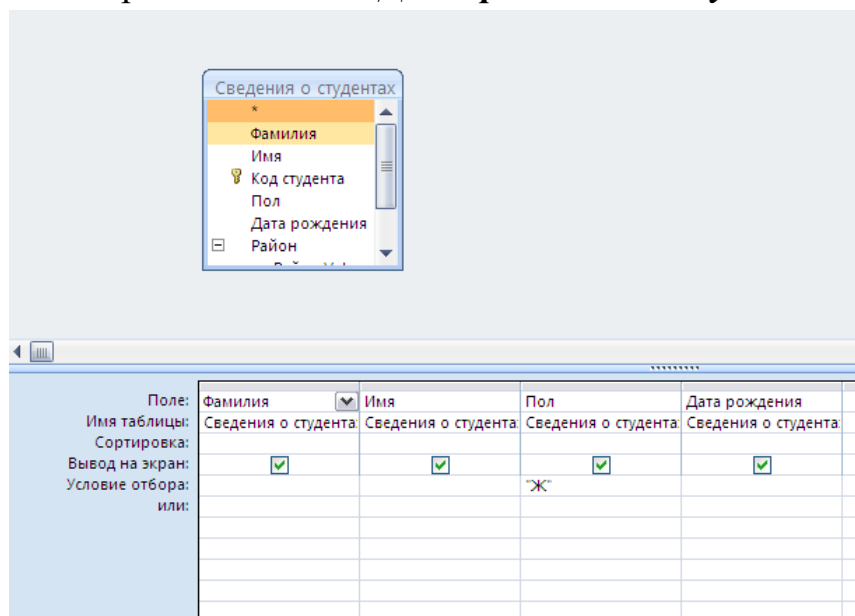 Сведения о студентах
*
Фамилия
Имя
Код студента
Пол
Дата рождения
Район
Поле: Фамилия Имя Пол Дата рождения
Имя таблицы: Сведения о студента: Сведения о студента: Сведения о студента: Сведения о студента:
Сортировка:
Вывод на экран:
Условие отбора: "Ж"
или: